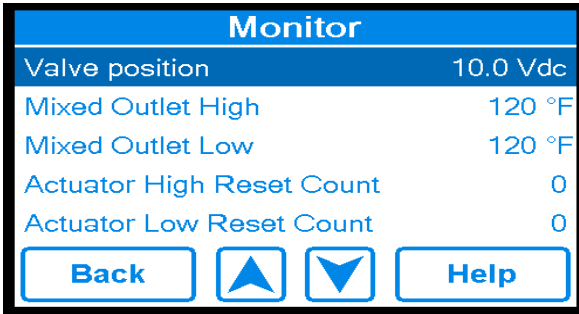 Monitor
Valve position 10.0 Vdc
Mixed Outlet High 120 °F
Mixed Outlet Low 120 °F
Actuator High Reset Count 0
Actuator Low Reset Count 0
Back Help